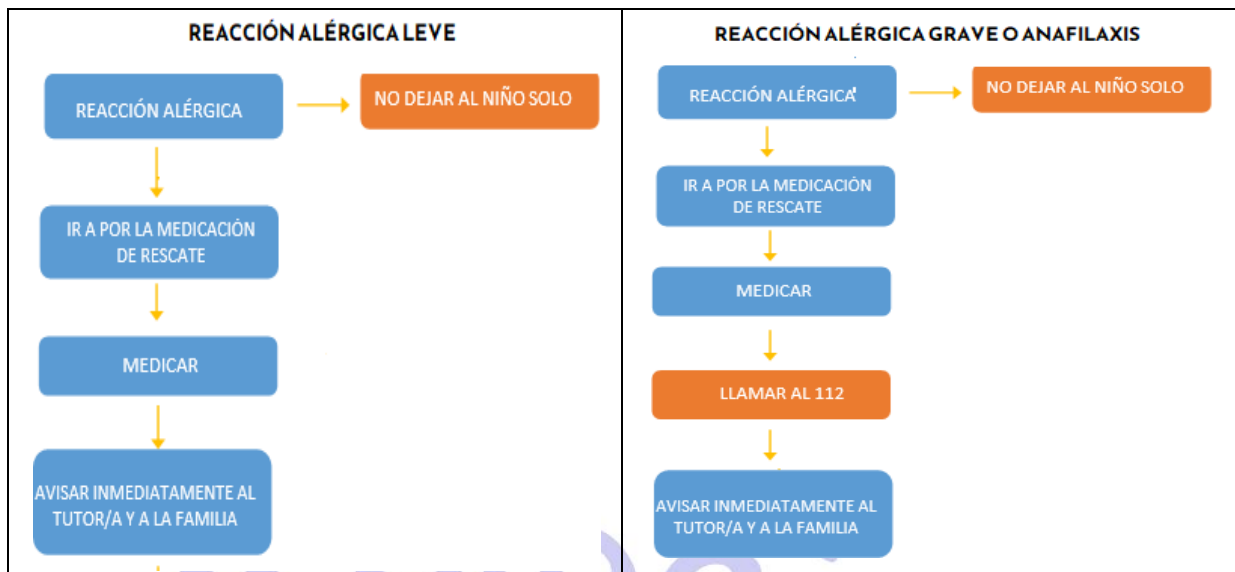 REACCIÓN ALÉRGICA LEVE
REACCIÓN ALÉRGICA
NO DEJAR AL NIÑO SOLO
IR A POR LA MEDICACIÓN
DE RESCATE
MEDICAR
AVISAR INMEDIATAMENTE AL
TUTOR/A Y A LA FAMILIA
REACCIÓN ALÉRGICA GRAVE O ANAFILAXIS
REACCIÓN ALÉRGICA
NO DEJAR AL NIÑO SOLO
IR A POR LA MEDICACIÓN
DE RESCATE
MEDICAR
LLAMAR AL 112
AVISAR INMEDIATAMENTE AL
TUTOR/A Y A LA FAMILIA